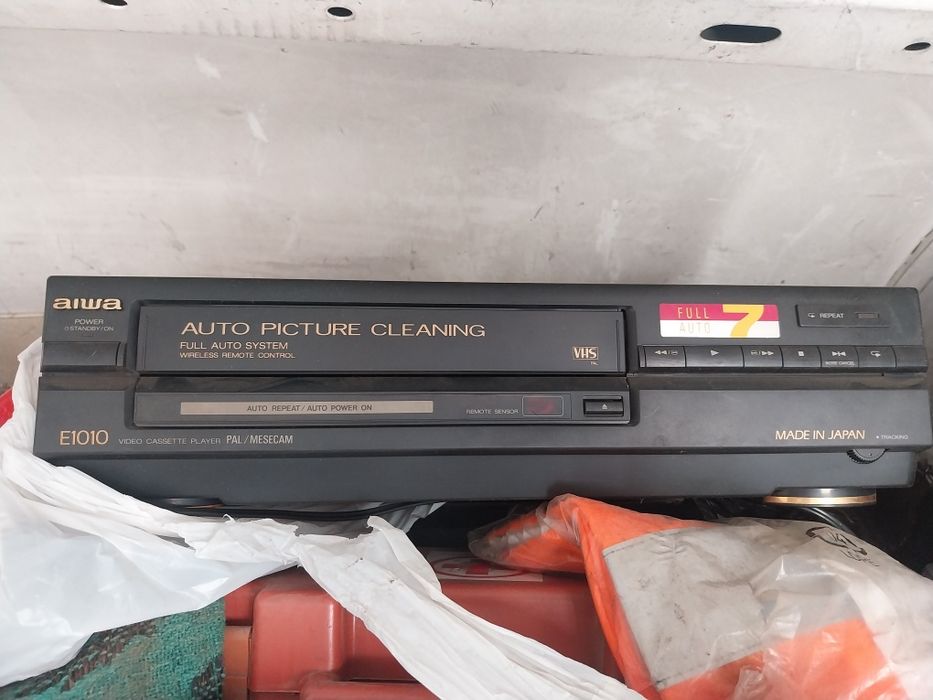 aiwa
POWER
STANDBY/ON
AUTO PICTURE CLEANING
FULL AUTO SYSTEM
WIRELESS REMOTE CONTROL
VHS
PAL
FULL
AUTO
7
REPEAT
AUTO REPEAT/AUTO POWER ON
REMOTE SENSOR
E1010 VIDEO CASSETTE PLAYER PAL/MESECAM
MADE IN JAPAN
TRACKING